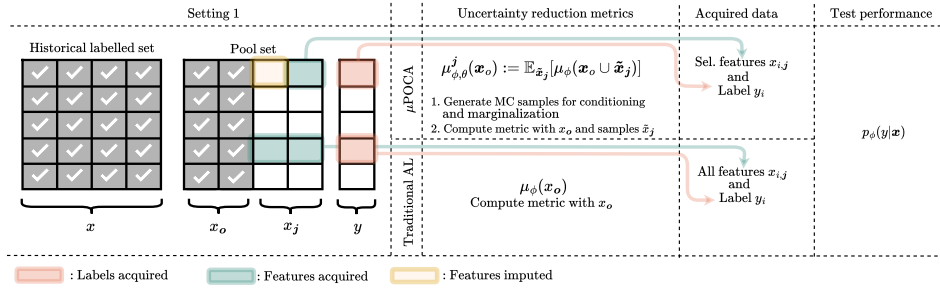 Setting 1
Uncertainty reduction metrics
Acquired data
Test performance
Historical labelled set
Pool set
x
x_o
x_j
y
μPOCA
μ^j_{ϕ,θ}(x_o) := 𝔼_{x̃_j}[μ_ϕ(x_o ∪ x̃_j)]
1. Generate MC samples for conditioning
and marginalization
2. Compute metric with x_o and samples x̃_j
Sel. features x_{i,j}
and
Label y_i
Traditional AL
μ_ϕ(x_o)
Compute metric with x_o
All features x_{i,j}
and
Label y_i
p_ϕ(y|x)
: Labels acquired
: Features acquired
: Features imputed